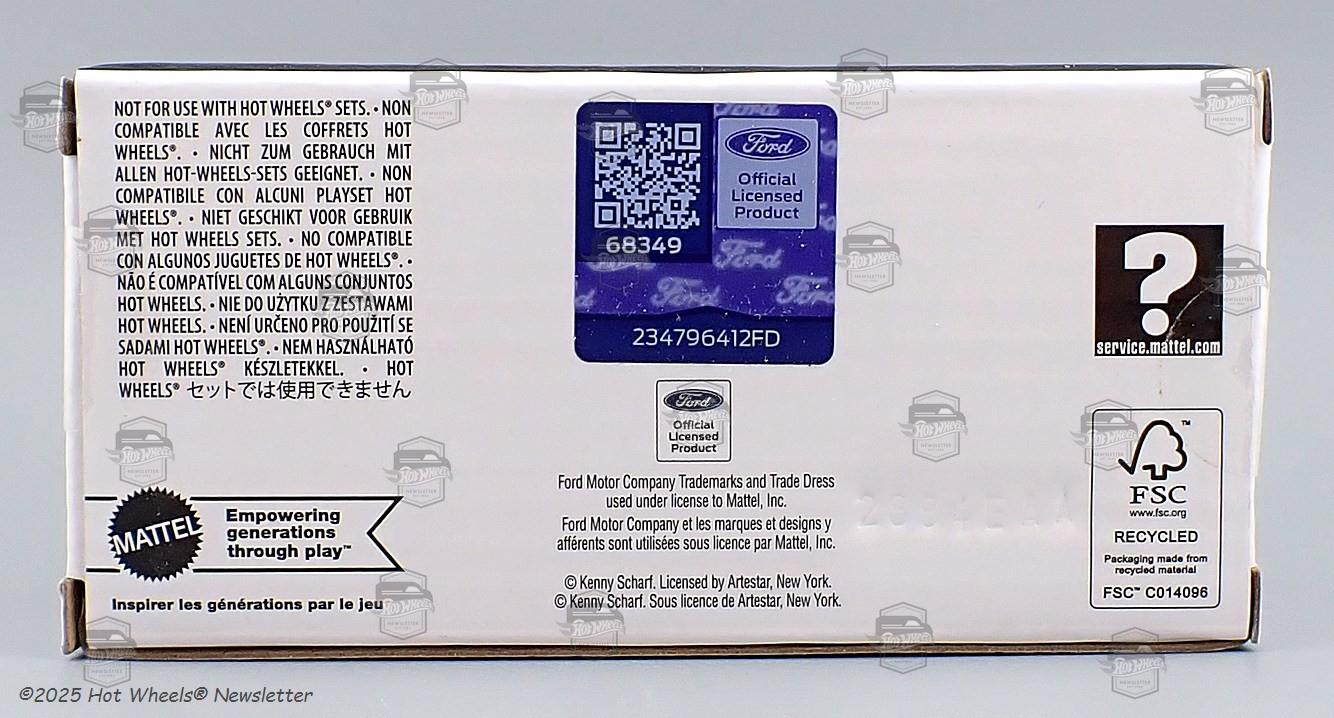 NOT FOR USE WITH HOT WHEELS® SETS. • NON
COMPATIBLE AVEC LES COFFRETS HOT
WHEELS®. • NICHT ZUM GEBRAUCH MIT
ALLEN HOT-WHEELS-SETS GEEIGNET. • NON
COMPATIBILE CON ALCUNI PLAYSET HOT
WHEELS®. • NIET GESCHIKT VOOR GEBRUIK
MET HOT WHEELS SETS. • NO COMPATIBLE
CON ALGUNOS JUGUETES DE HOT WHEELS®. •
NÃO É COMPATÍVEL COM ALGUNS CONJUNTOS
HOT WHEELS. • NIE DO UŻYTKU Z ZESTAWAMI
HOT WHEELS. • NENÍ URČENO PRO POUŽITÍ SE
SADAMI HOT WHEELS®. • NEM HASZNÁLHATÓ
HOT WHEELS® KÉSZLETEKKEL. • HOT
WHEELS® セットでは使用できません
MATTEL
Empowering
generations
through play™
Inspirer les générations par le jeu
Ford
Official
Licensed
Product
68349
Ford
Ford
Ford
Ford
234796412FD
Ford
Official
Licensed
Product
Ford Motor Company Trademarks and Trade Dress
used under license to Mattel, Inc.
Ford Motor Company et les marques et designs y
afférents sont utilisées sous licence par Mattel, Inc.
© Kenny Scharf. Licensed by Artestar, New York.
© Kenny Scharf. Sous licence de Artestar, New York.
?
service.mattel.com
FSC
www.fsc.org
RECYCLED
Packaging made from
recycled material
FSC™ C014096
©2025 Hot Wheels® Newsletter